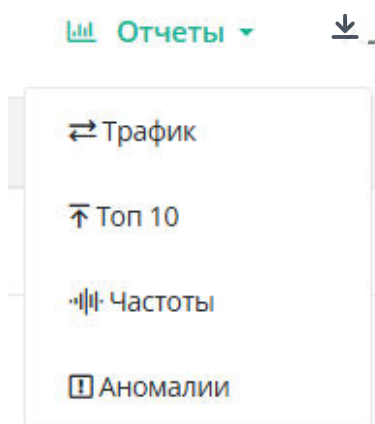 Отчеты
Трафик
Топ 10
Частоты
Аномалии